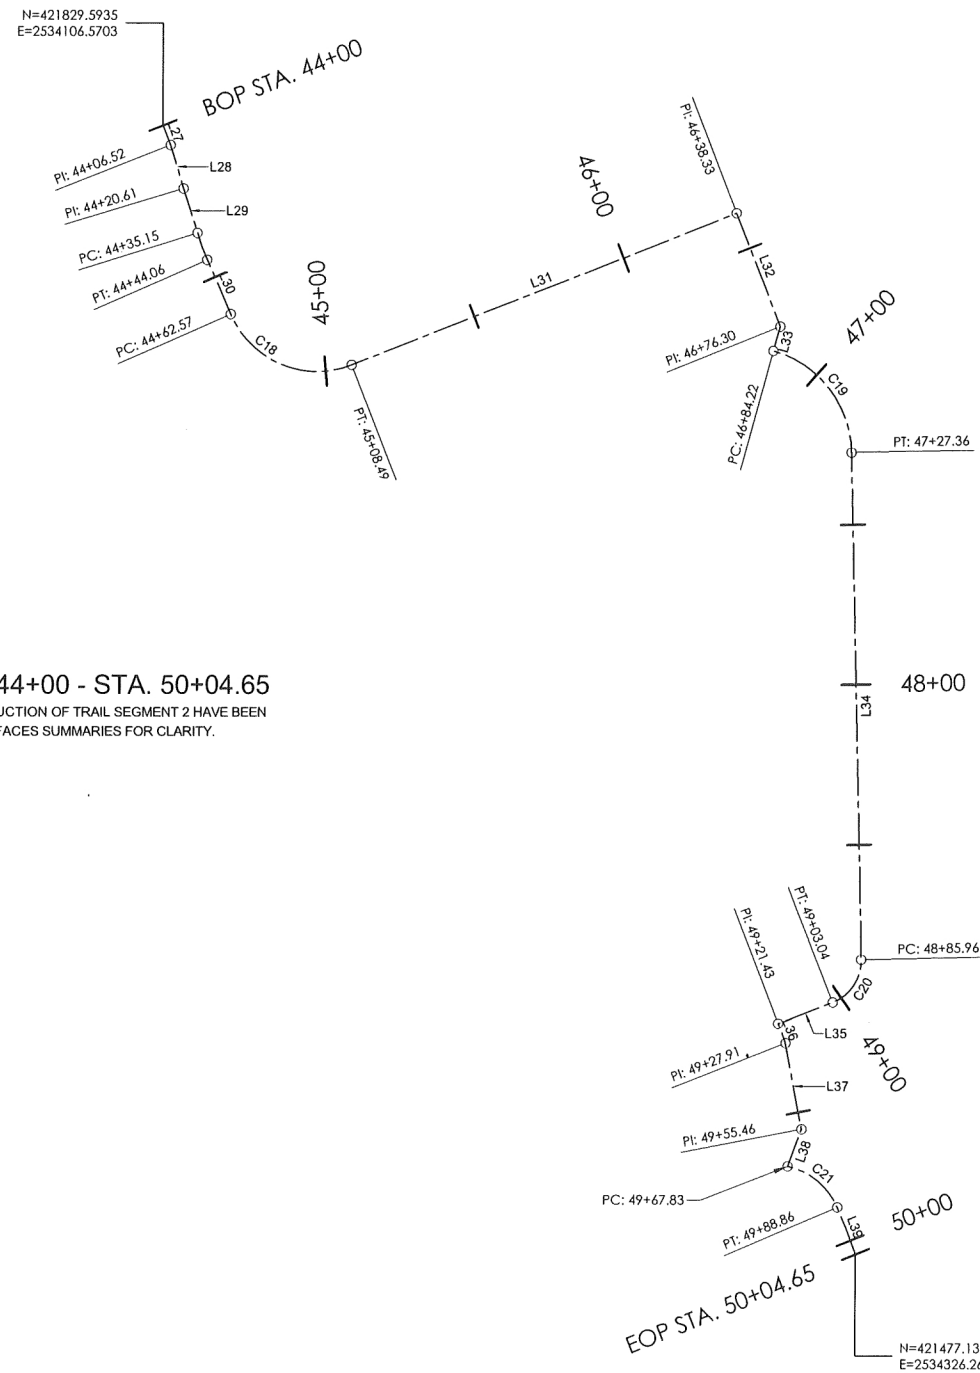 N=421829.5935
E=2534106.5703
BOP STA. 44+00
L27
PI: 44+06.52
L28
PI: 44+20.61
L29
PC: 44+35.15
PT: 44+44.06
L30
PC: 44+62.57
C18
45+00
PT: 45+08.49
L31
46+00
PI: 46+38.33
L32
PI: 46+76.30
L33
PC: 46+84.22
47+00
C19
PT: 47+27.36
44+00 - STA. 50+04.65
UCTION OF TRAIL SEGMENT 2 HAVE BEEN
FACES SUMMARIES FOR CLARITY.
48+00
L34
PC: 48+85.96
C20
PT: 49+03.04
49+00
L35
PI: 49+21.43
36
PI: 49+27.91
L37
PI: 49+55.46
L38
PC: 49+67.83
C21
PT: 49+88.86
L39
50+00
EOP STA. 50+04.65
N=421477.13
E=2534326.26